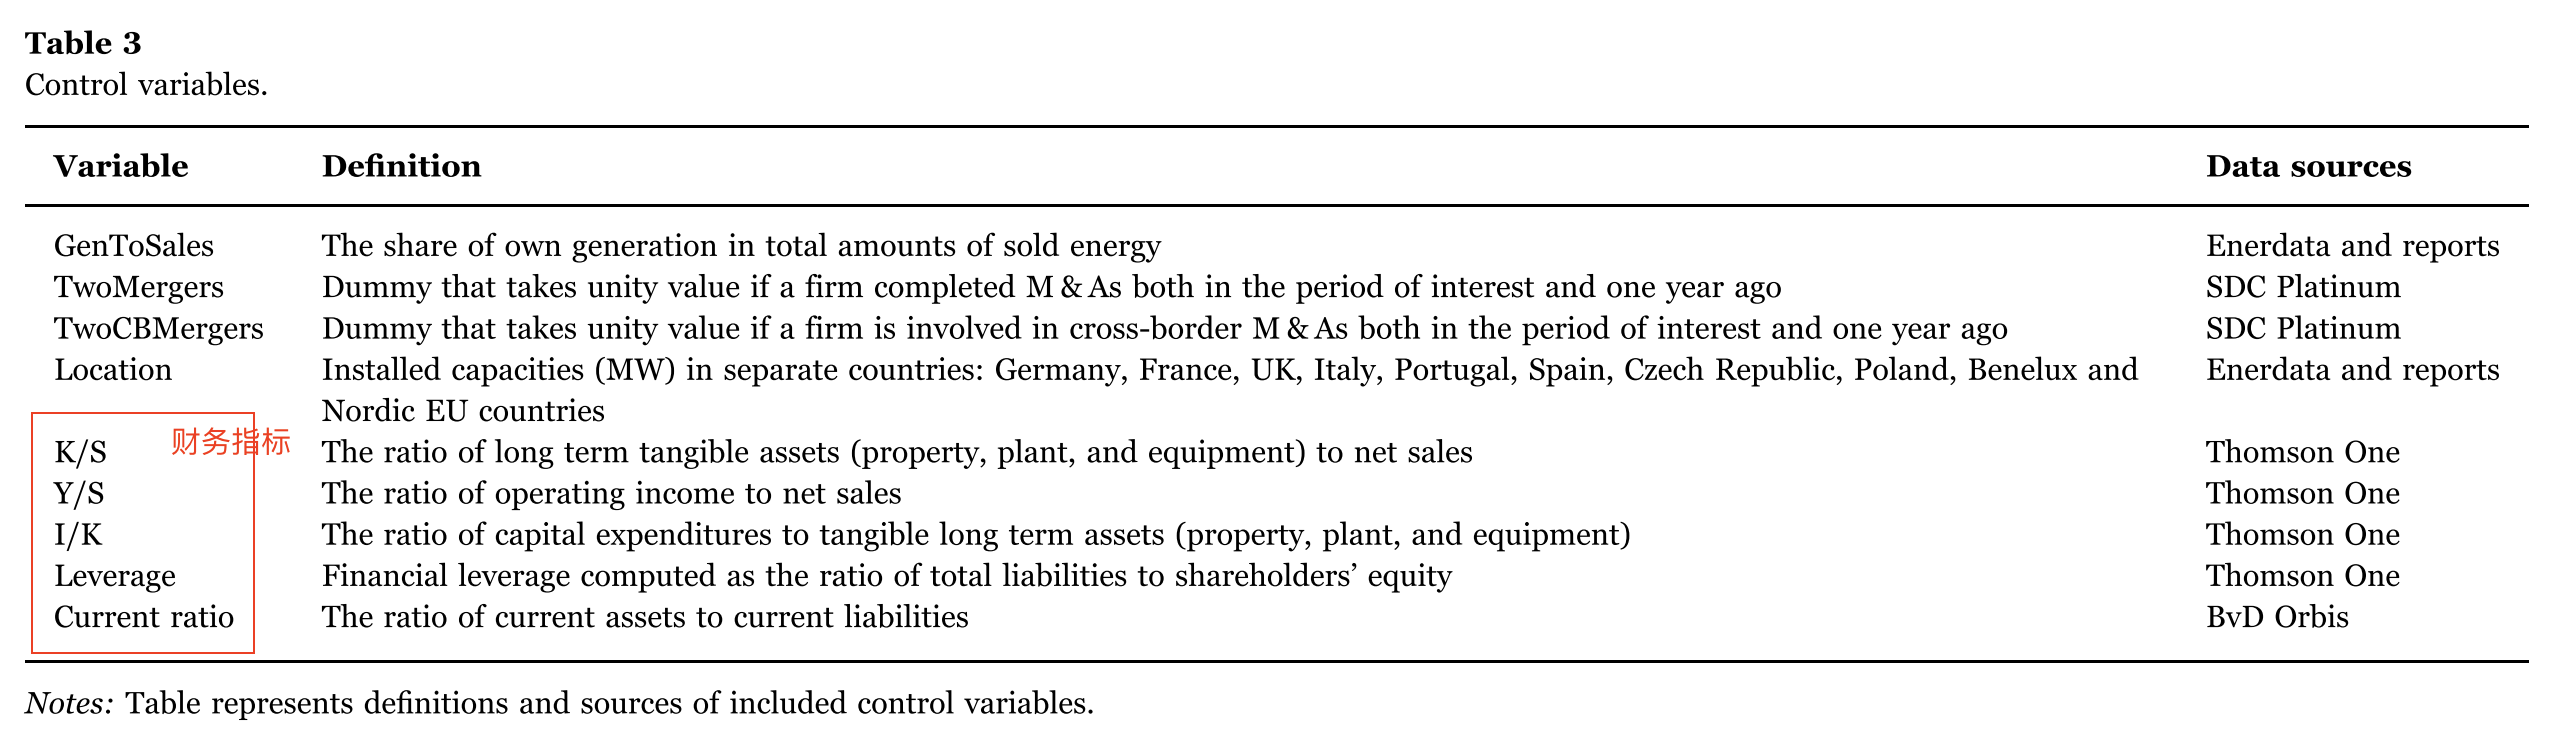 Table 3
Control variables.
Variable Definition Data sources
GenToSales The share of own generation in total amounts of sold energy Enerdata and reports
TwoMergers Dummy that takes unity value if a firm completed M & As both in the period of interest and one year ago SDC Platinum
TwoCBMergers Dummy that takes unity value if a firm is involved in cross-border M & As both in the period of interest and one year ago SDC Platinum
Location Installed capacities (MW) in separate countries: Germany, France, UK, Italy, Portugal, Spain, Czech Republic, Poland, Benelux and Enerdata and reports
Nordic EU countries
财务指标
K/S The ratio of long term tangible assets (property, plant, and equipment) to net sales Thomson One
Y/S The ratio of operating income to net sales Thomson One
I/K The ratio of capital expenditures to tangible long term assets (property, plant, and equipment) Thomson One
Leverage Financial leverage computed as the ratio of total liabilities to shareholders’ equity Thomson One
Current ratio The ratio of current assets to current liabilities BvD Orbis
Notes: Table represents definitions and sources of included control variables.